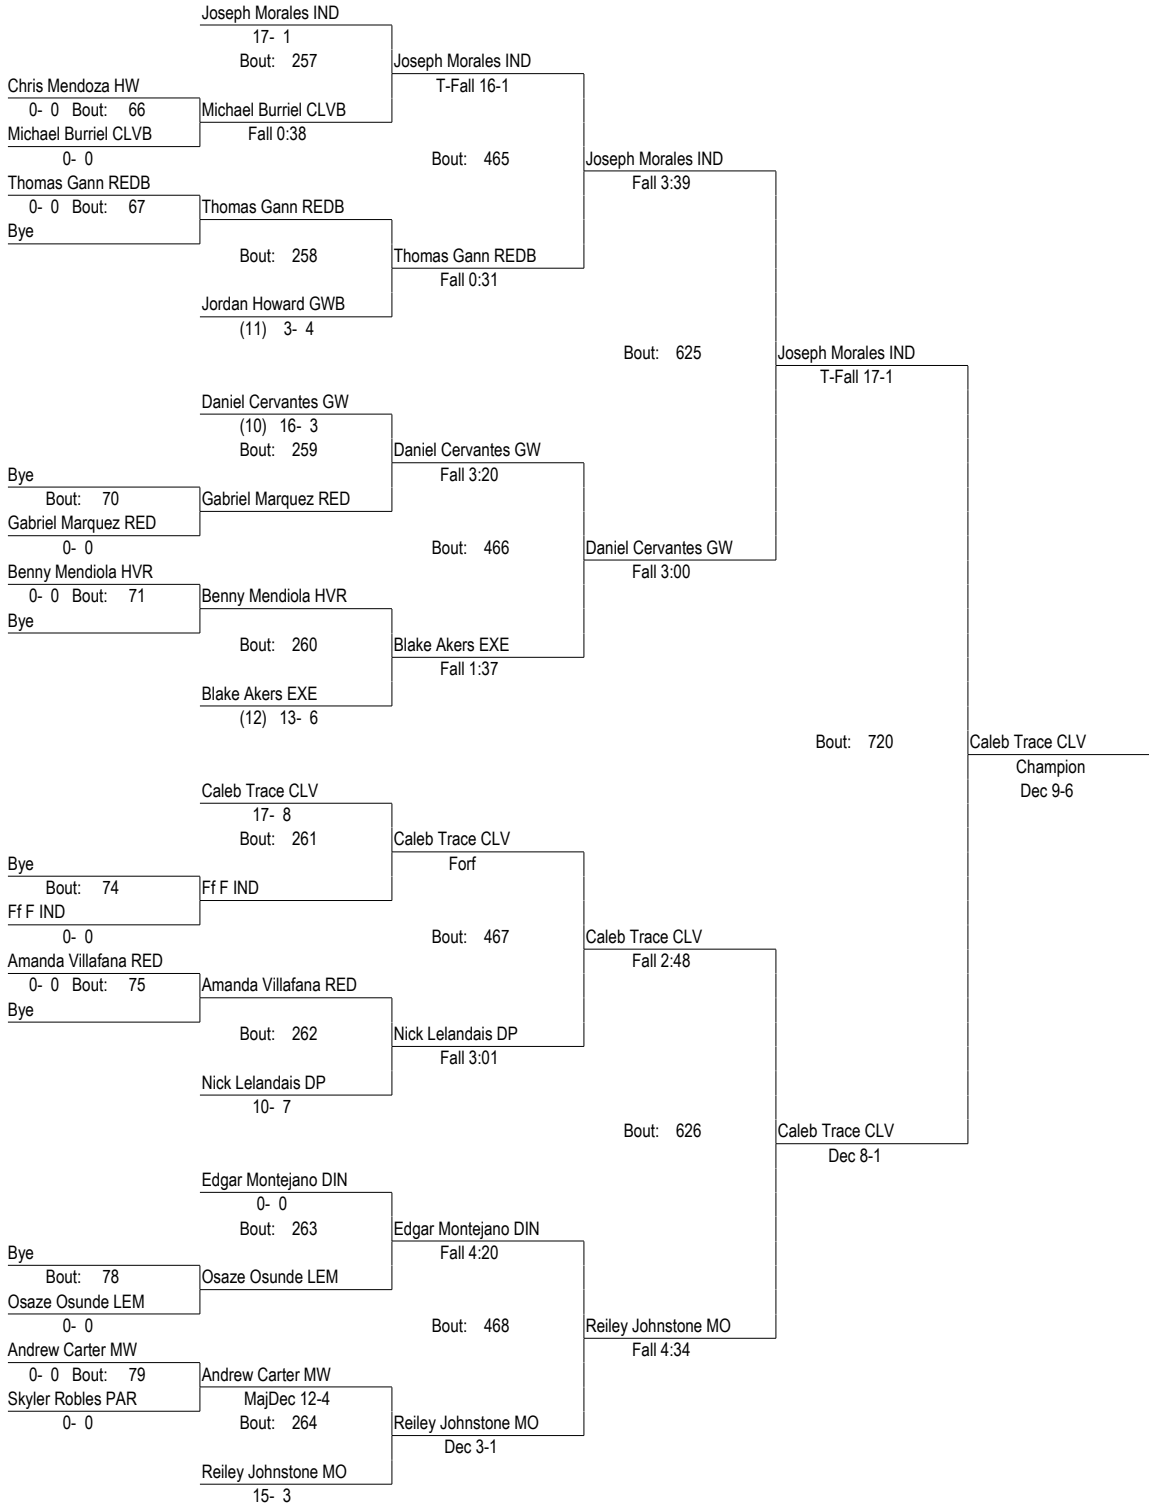 Joseph Morales IND
17- 1
Bout: 257
Joseph Morales IND
T-Fall 16-1
Chris Mendoza HW
0- 0 Bout: 66
Michael Burriel CLVB
Fall 0:38
Michael Burriel CLVB
0- 0
Bout: 465
Joseph Morales IND
Fall 3:39
Thomas Gann REDB
0- 0 Bout: 67
Thomas Gann REDB
Bye
Bout: 258
Thomas Gann REDB
Fall 0:31
Jordan Howard GWB
(11) 3- 4
Bout: 625
Joseph Morales IND
T-Fall 17-1
Daniel Cervantes GW
(10) 16- 3
Bout: 259
Daniel Cervantes GW
Fall 3:20
Bye
Bout: 70
Gabriel Marquez RED
Gabriel Marquez RED
0- 0
Bout: 466
Daniel Cervantes GW
Fall 3:00
Benny Mendiola HVR
0- 0 Bout: 71
Benny Mendiola HVR
Bye
Bout: 260
Blake Akers EXE
Fall 1:37
Blake Akers EXE
(12) 13- 6
Bout: 720
Caleb Trace CLV
Champion
Dec 9-6
Caleb Trace CLV
17- 8
Bout: 261
Caleb Trace CLV
Forf
Bye
Bout: 74
Ff F IND
Ff F IND
0- 0
Bout: 467
Caleb Trace CLV
Fall 2:48
Amanda Villafana RED
0- 0 Bout: 75
Amanda Villafana RED
Bye
Bout: 262
Nick Lelandais DP
Fall 3:01
Nick Lelandais DP
10- 7
Bout: 626
Caleb Trace CLV
Dec 8-1
Edgar Montejano DIN
0- 0
Bout: 263
Edgar Montejano DIN
Fall 4:20
Bye
Bout: 78
Osaze Osunde LEM
Osaze Osunde LEM
0- 0
Bout: 468
Reiley Johnstone MO
Fall 4:34
Andrew Carter MW
0- 0 Bout: 79
Andrew Carter MW
MajDec 12-4
Skyler Robles PAR
0- 0
Bout: 264
Reiley Johnstone MO
Dec 3-1
Reiley Johnstone MO
15- 3